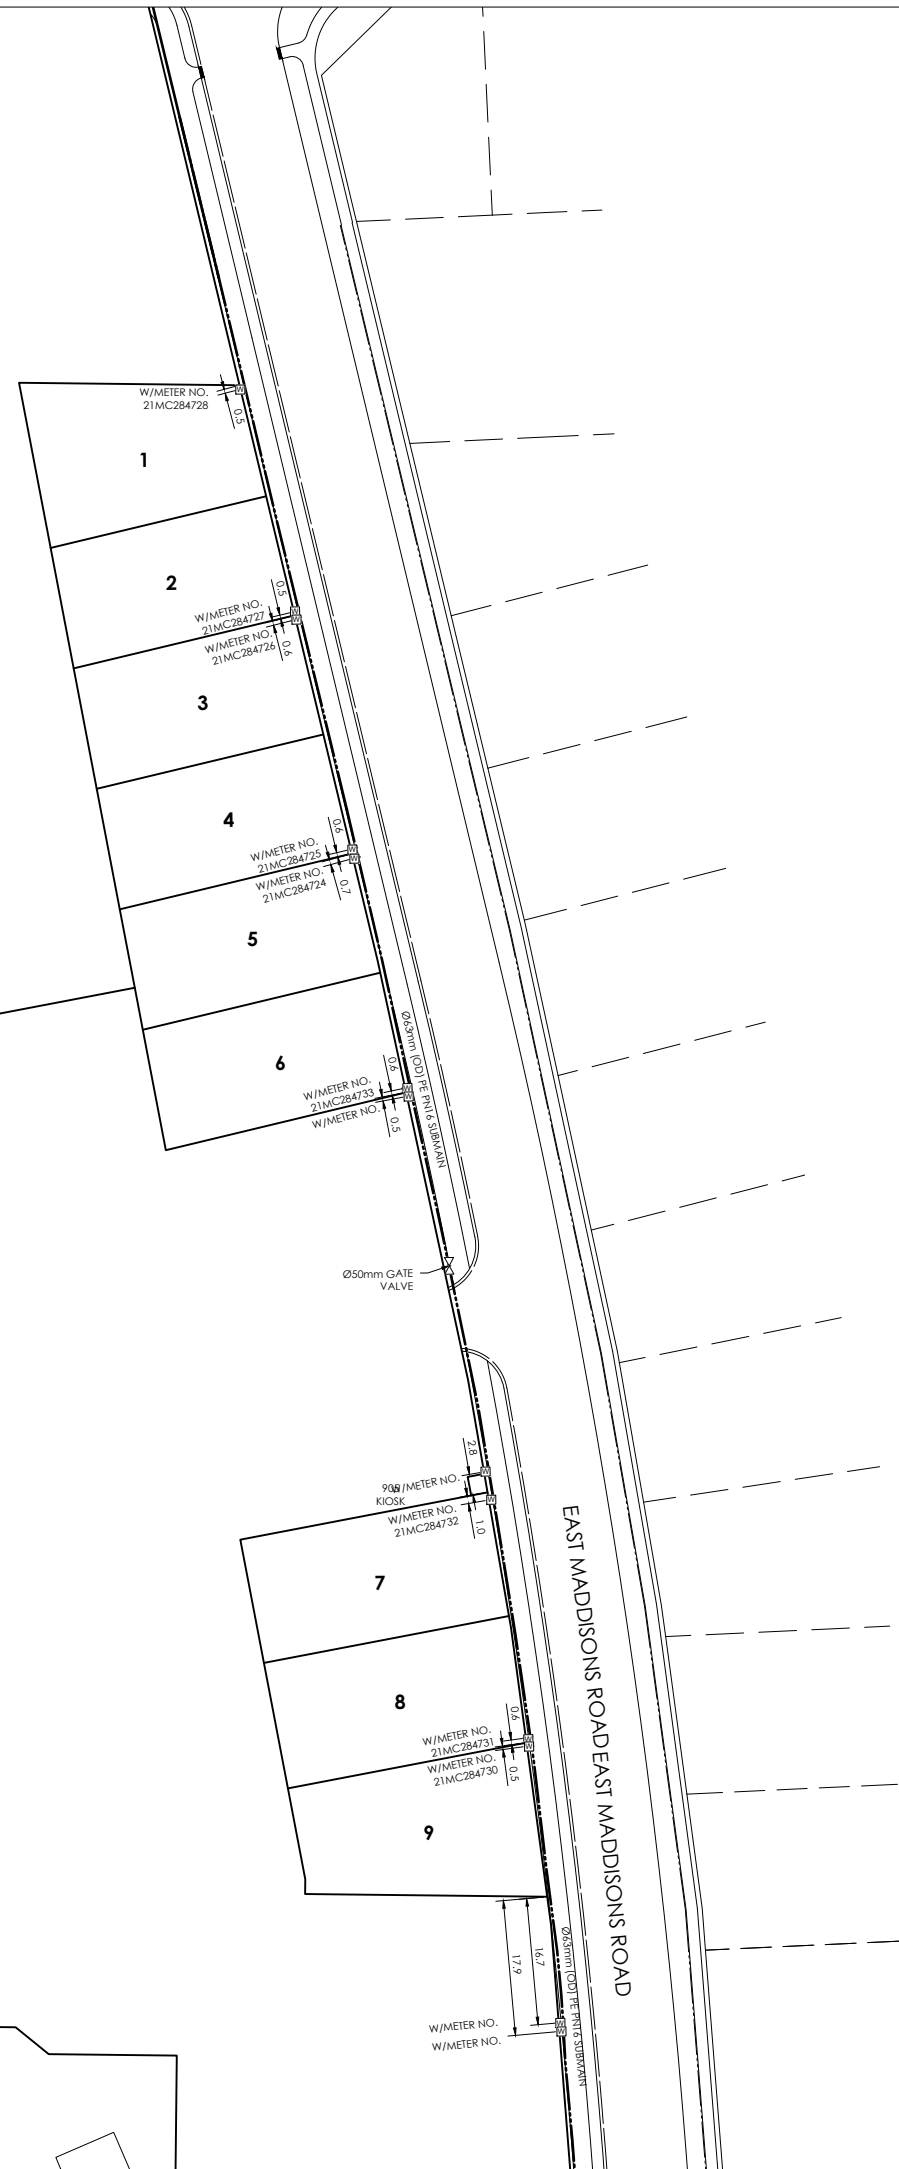 W/METER NO.
21MC284728
0.5
1
2
0.5
W/METER NO.
21MC284727
W/METER NO.
21MC284726
0.6
3
4
0.6
W/METER NO.
21MC284725
W/METER NO.
21MC284724
0.7
5
Ø63mm (OD) PE PN16 SUBMAIN
6
0.6
W/METER NO.
21MC284733
W/METER NO.
0.5
Ø50mm GATE
VALVE
2.8
W/METER NO.
KIOSK
W/METER NO.
21MC284732
1.0
EAST MADDISONS ROAD
7
8
0.6
W/METER NO.
21MC284731
W/METER NO.
21MC284730
0.5
EAST MADDISONS ROAD
9
17.9
16.7
Ø63mm (OD) PE PN16 SUBMAIN
W/METER NO.
W/METER NO.
W
W
W
W
W
W
W
W
W
W
W
W
W